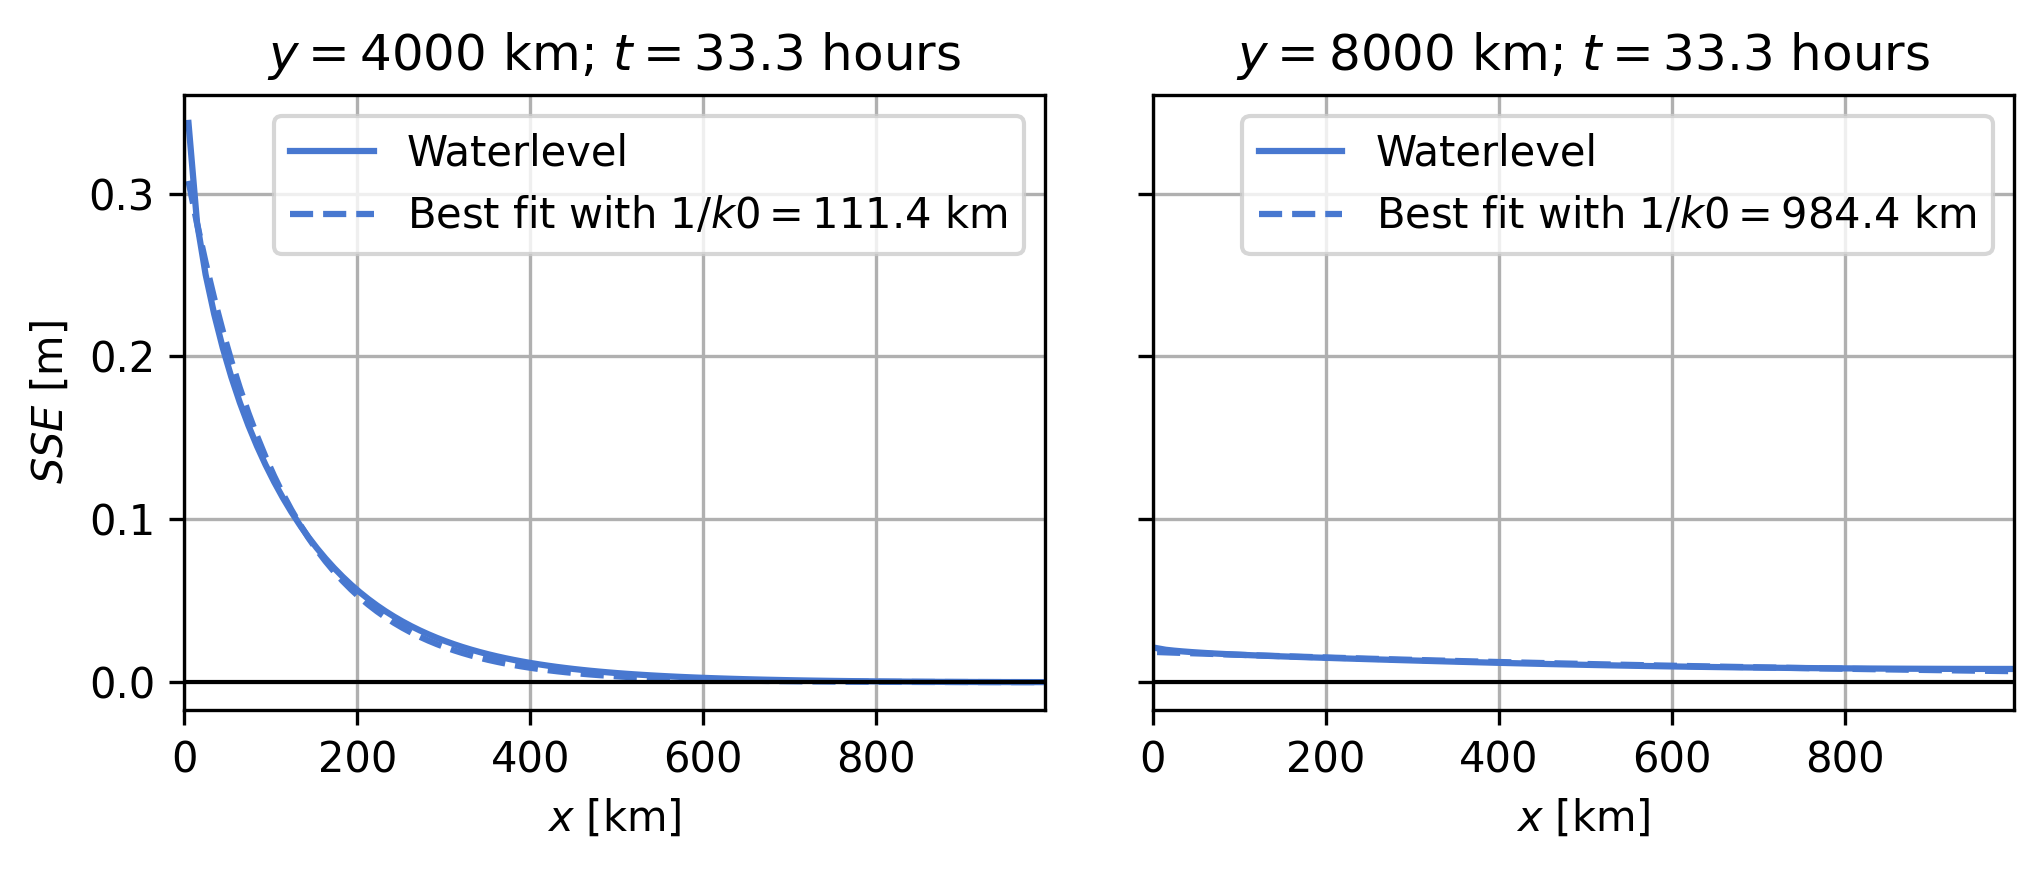 y = 4000 km; t = 33.3 hours
Waterlevel
Best fit with 1/k0 = 111.4 km
SSE [m]
0.3
0.2
0.1
0.0
0 200 400 600 800
x [km]
y = 8000 km; t = 33.3 hours
Waterlevel
Best fit with 1/k0 = 984.4 km
0 200 400 600 800
x [km]